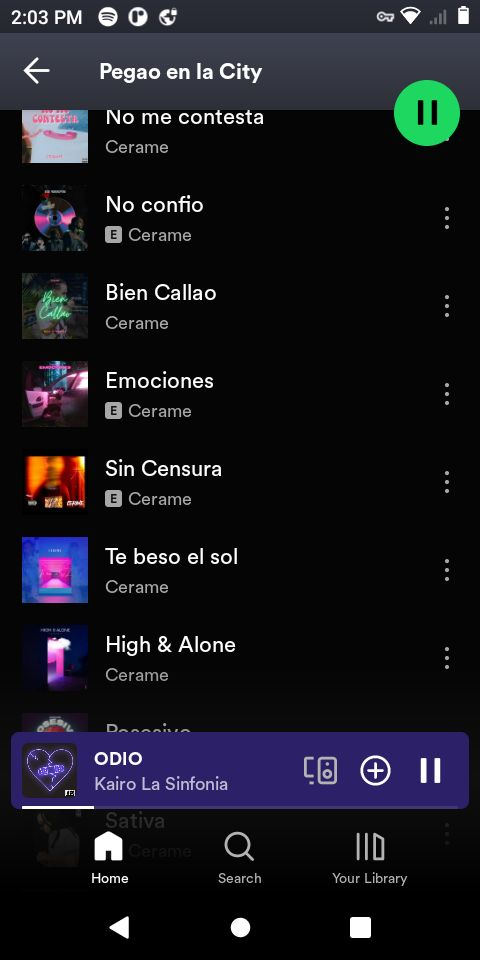 2:03 PM
Pegao en la City
No me contesta
Cerame
No confio
E Cerame
Bien Callao
Cerame
Emociones
E Cerame
Sin Censura
E Cerame
Te beso el sol
Cerame
High & Alone
Cerame
Posesivo
ODIO
Kairo La Sinfonia
Sativa
Cerame
Home
Search
Your Library